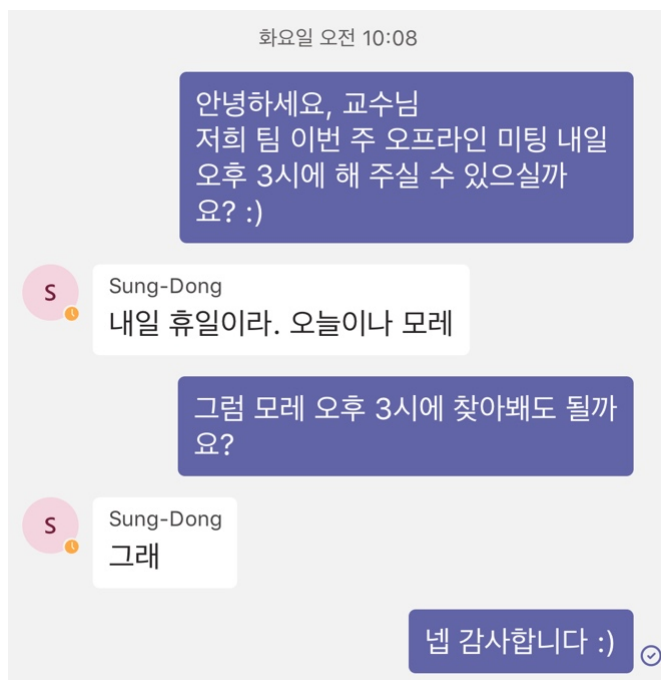 화요일 오전 10:08
안녕하세요, 교수님
저희 팀 이번 주 오프라인 미팅 내일
오후 3시에 해 주실 수 있으실까
요? :)
S
Sung-Dong
내일 휴일이라. 오늘이나 모레
그럼 모레 오후 3시에 찾아봬도 될까
요?
S
Sung-Dong
그래
넵 감사합니다 :)